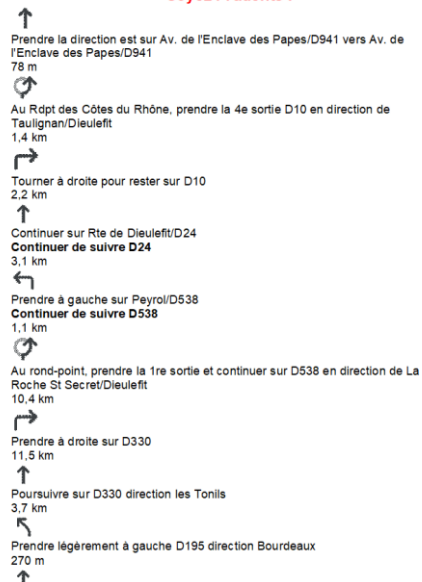 Prendre la direction est sur Av. de l'Enclave des Papes/D941 vers Av. de
l'Enclave des Papes/D941
78 m
Au Rdpt des Côtes du Rhône, prendre la 4e sortie D10 en direction de
Taulignan/Dieulefit
1,4 km
Tourner à droite pour rester sur D10
2,2 km
Continuer sur Rte de Dieulefit/D24
Continuer de suivre D24
3,1 km
Prendre à gauche sur Peyrol/D538
Continuer de suivre D538
1,1 km
Au rond-point, prendre la 1re sortie et continuer sur D538 en direction de La
Roche St Secret/Dieulefit
10,4 km
Prendre à droite sur D330
11,5 km
Poursuivre sur D330 direction les Tonils
3,7 km
Prendre légèrement à gauche D195 direction Bourdeaux
270 m